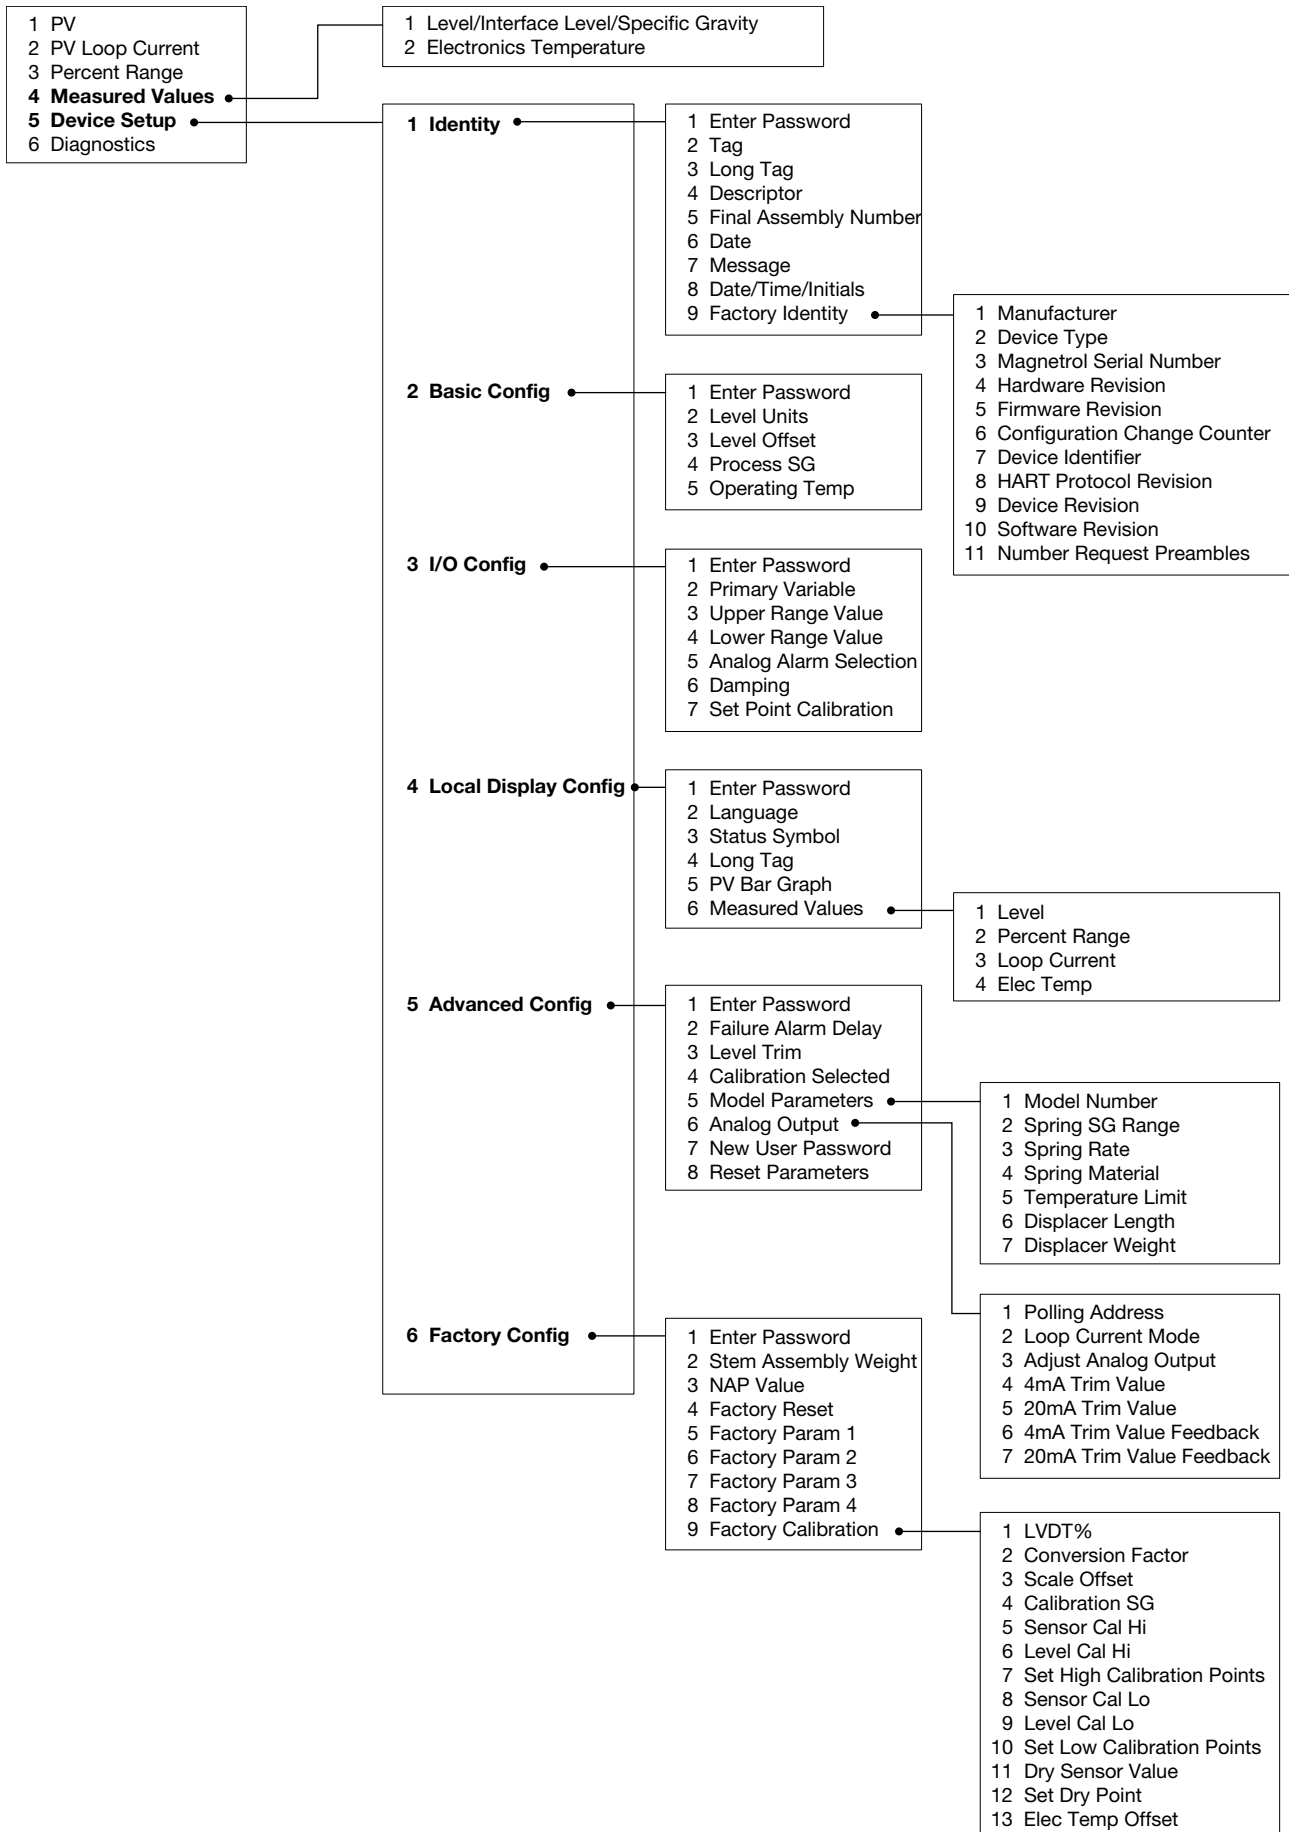 1 PV
2 PV Loop Current
3 Percent Range
4 Measured Values
5 Device Setup
6 Diagnostics
1 Level/Interface Level/Specific Gravity
2 Electronics Temperature
1 Identity
1 Enter Password
2 Tag
3 Long Tag
4 Descriptor
5 Final Assembly Number
6 Date
7 Message
8 Date/Time/Initials
9 Factory Identity
1 Manufacturer
2 Device Type
3 Magnetrol Serial Number
4 Hardware Revision
5 Firmware Revision
6 Configuration Change Counter
7 Device Identifier
8 HART Protocol Revision
9 Device Revision
10 Software Revision
11 Number Request Preambles
2 Basic Config
1 Enter Password
2 Level Units
3 Level Offset
4 Process SG
5 Operating Temp
3 I/O Config
1 Enter Password
2 Primary Variable
3 Upper Range Value
4 Lower Range Value
5 Analog Alarm Selection
6 Damping
7 Set Point Calibration
4 Local Display Config
1 Enter Password
2 Language
3 Status Symbol
4 Long Tag
5 PV Bar Graph
6 Measured Values
1 Level
2 Percent Range
3 Loop Current
4 Elec Temp
5 Advanced Config
1 Enter Password
2 Failure Alarm Delay
3 Level Trim
4 Calibration Selected
5 Model Parameters
6 Analog Output
7 New User Password
8 Reset Parameters
1 Model Number
2 Spring SG Range
3 Spring Rate
4 Spring Material
5 Temperature Limit
6 Displacer Length
7 Displacer Weight
1 Polling Address
2 Loop Current Mode
3 Adjust Analog Output
4 4mA Trim Value
5 20mA Trim Value
6 4mA Trim Value Feedback
7 20mA Trim Value Feedback
6 Factory Config
1 Enter Password
2 Stem Assembly Weight
3 NAP Value
4 Factory Reset
5 Factory Param 1
6 Factory Param 2
7 Factory Param 3
8 Factory Param 4
9 Factory Calibration
1 LVDT%
2 Conversion Factor
3 Scale Offset
4 Calibration SG
5 Sensor Cal Hi
6 Level Cal Hi
7 Set High Calibration Points
8 Sensor Cal Lo
9 Level Cal Lo
10 Set Low Calibration Points
11 Dry Sensor Value
12 Set Dry Point
13 Elec Temp Offset